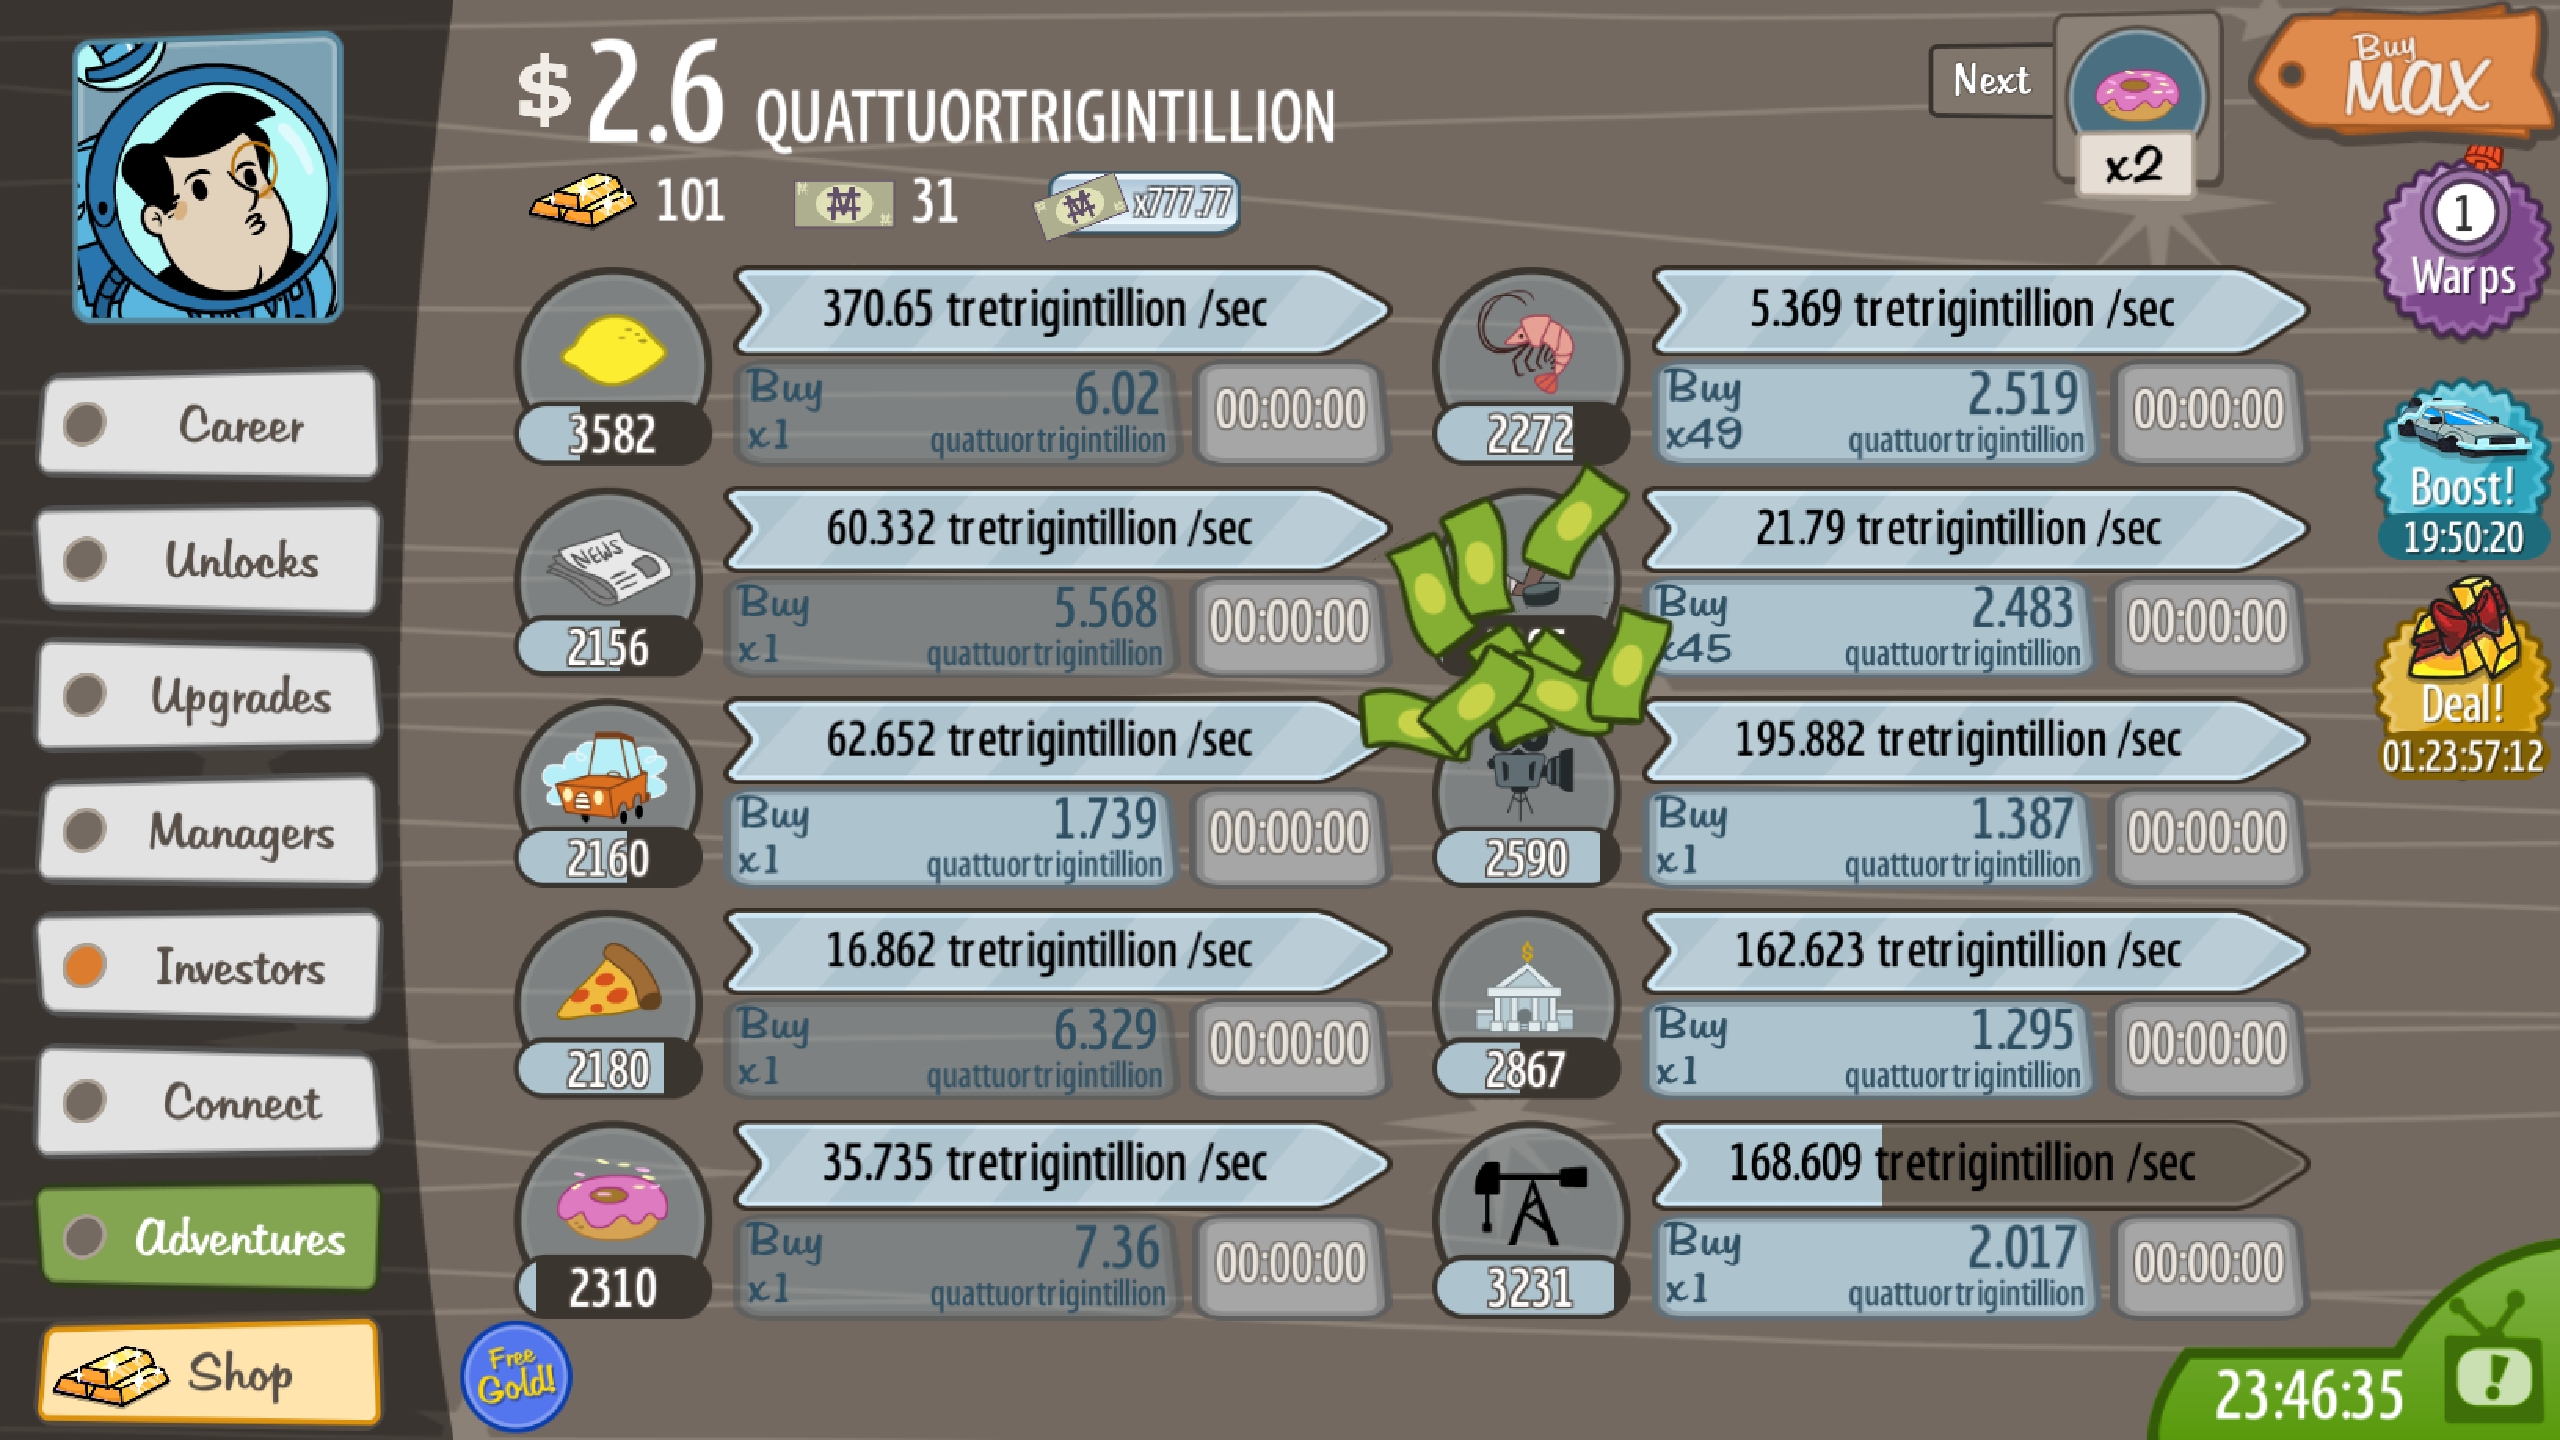 $2.6 QUATTUORTRIGINTILLION
101
31
x777.77
Next
x2
Buy
MAX
1
Warps
Boost!
19:50:20
Deal!
01:23:57:12
Career
Unlocks
Upgrades
Managers
Investors
Connect
Adventures
Shop
Free
Gold!
370.65 tretrigintillion /sec
3582
Buy
x1
6.02
quattuortrigintillion
00:00:00
NEWS
60.332 tretrigintillion /sec
2156
Buy
x1
5.568
quattuortrigintillion
00:00:00
62.652 tretrigintillion /sec
2160
Buy
x1
1.739
quattuortrigintillion
00:00:00
16.862 tretrigintillion /sec
2180
Buy
x1
6.329
quattuortrigintillion
00:00:00
35.735 tretrigintillion /sec
2310
Buy
x1
7.36
quattuortrigintillion
00:00:00
5.369 tretrigintillion /sec
2272
Buy
x49
2.519
quattuortrigintillion
00:00:00
21.79 tretrigintillion /sec
Buy
x45
2.483
quattuortrigintillion
00:00:00
195.882 tretrigintillion /sec
2590
Buy
x1
1.387
quattuortrigintillion
00:00:00
162.623 tretrigintillion /sec
2867
Buy
x1
1.295
quattuortrigintillion
00:00:00
168.609 tretrigintillion /sec
3231
Buy
x1
2.017
quattuortrigintillion
00:00:00
23:46:35